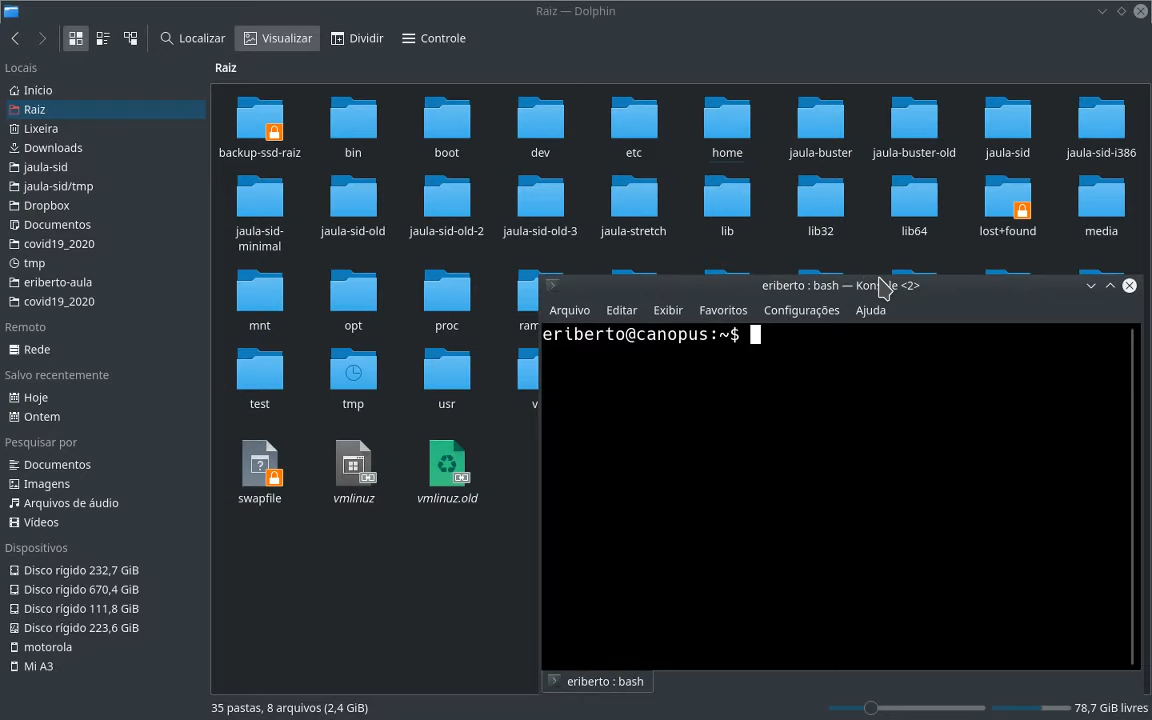 Raiz — Dolphin
Localizar Visualizar Dividir Controle
Locais
Início
Raiz
Lixeira
Downloads
jaula-sid
jaula-sid/tmp
Dropbox
Documentos
covid19_2020
tmp
eriberto-aula
covid19_2020
Remoto
Rede
Salvo recentemente
Hoje
Ontem
Pesquisar por
Documentos
Imagens
Arquivos de áudio
Vídeos
Dispositivos
Disco rígido 232,7 GiB
Disco rígido 670,4 GiB
Disco rígido 111,8 GiB
Disco rígido 223,6 GiB
motorola
Mi A3
Raiz
backup-ssd-raiz bin boot dev etc home jaula-buster jaula-buster-old jaula-sid jaula-sid-i386
jaula-sid-minimal jaula-sid-old jaula-sid-old-2 jaula-sid-old-3 jaula-stretch lib lib32 lib64 lost+found media
mnt opt proc
test tmp usr
swapfile vmlinuz vmlinuz.old
eriberto : bash — <2>
Arquivo Editar Exibir Favoritos Configurações Ajuda
eriberto@canopus:~$
eriberto : bash
35 pastas, 8 arquivos (2,4 GiB)
78,7 GiB livres